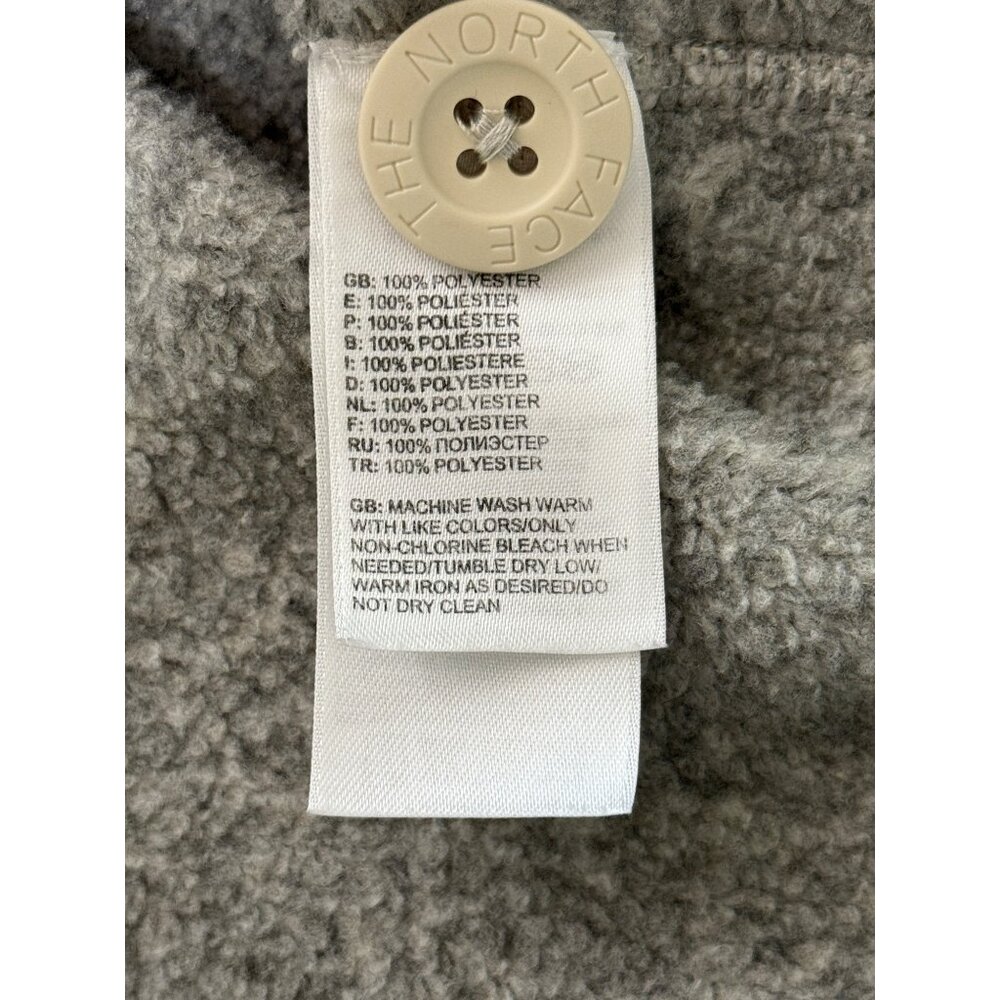 THE NORTH FACE
GB: 100% POLYESTER
E: 100% POLIÉSTER
P: 100% POLIÉSTER
B: 100% POLIÉSTER
I: 100% POLIESTERE
D: 100% POLYESTER
NL: 100% POLYESTER
F: 100% POLYESTER
RU: 100% ПОЛИЭСТЕР
TR: 100% POLYESTER
GB: MACHINE WASH WARM
WITH LIKE COLORS/ONLY
NON-CHLORINE BLEACH WHEN
NEEDED/TUMBLE DRY LOW/
WARM IRON AS DESIRED/DO
NOT DRY CLEAN